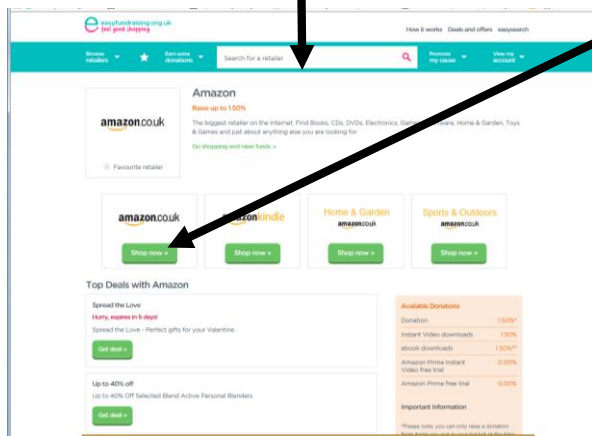 easyfundraising.org.uk
feel good shopping
How it works Deals and offers easysearch
Browse retailers
Earn extra donations
Search for a retailer
Promote my cause
View my account
Amazon
Raise up to 1.50%
The biggest retailer on the Internet. Find Books, CDs, DVDs, Electronics, Games, Home & Garden, Toys
& Games and just about anything else you are looking for.
Go shopping and raise funds »
amazon.co.uk
Favourite retailer
amazon.co.uk
Shop now »
amazonkindle
Shop now »
Home & Garden
amazon.co.uk
Shop now »
Sports & Outdoors
amazon.co.uk
Shop now »
Top Deals with Amazon
Spread the Love
Hurry, expires in 5 days!
Spread the Love - Perfect gifts for your Valentine
Get deal »
Up to 40% off
Up to 40% Off Selected Blend Active Personal Blenders
Get deal »
Available Donations
Donation 1.50%*
Instant Video downloads 1.50%
ebook downloads 1.50%**
Amazon Prime Instant
Video free trial 0.00%
Amazon Prime free trial 0.00%
Important Information
*Please note, you can only raise a donation